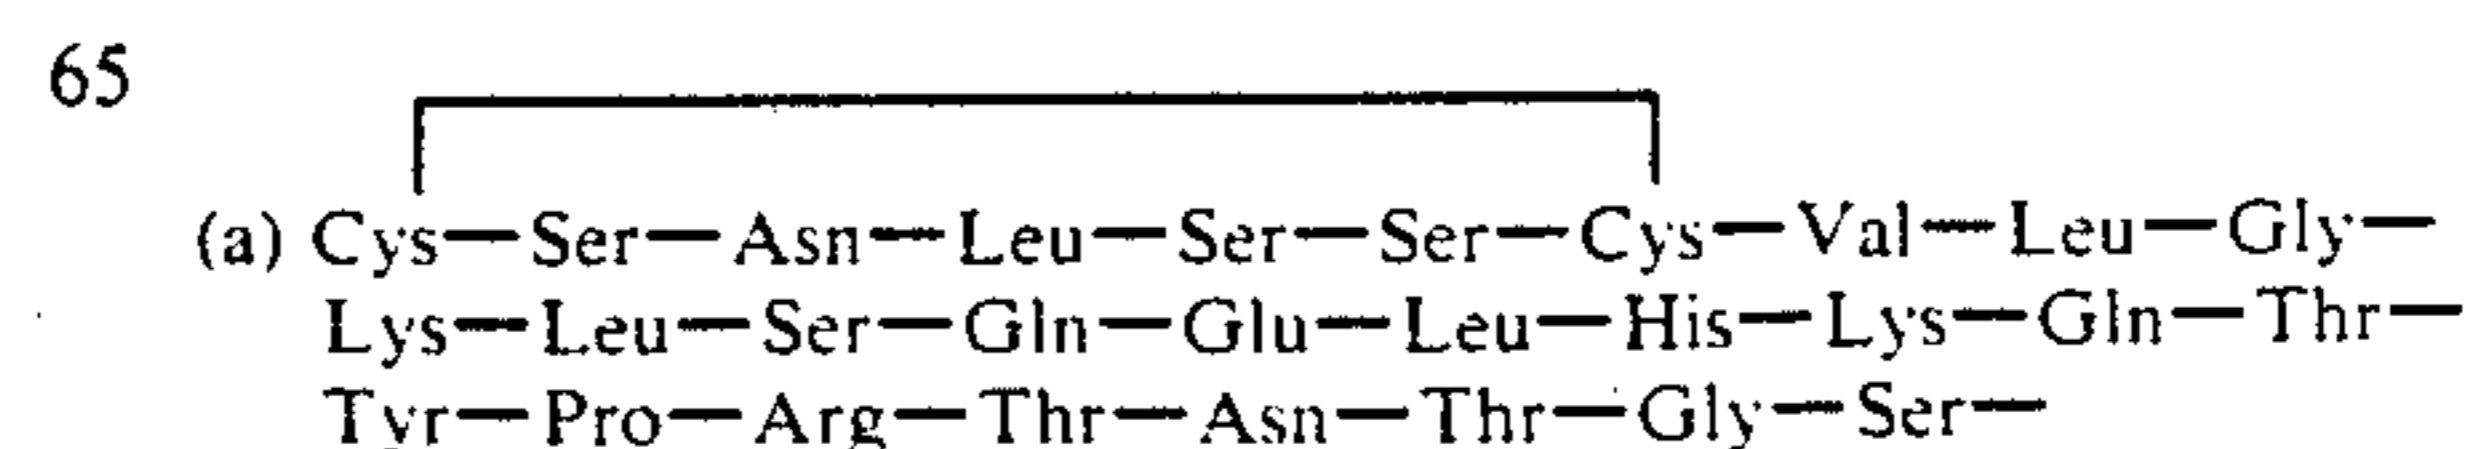 65
(a) Cys—Ser—Asn—Leu—Ser—Ser—Cys—Val—Leu—Gly—
Lys—Leu—Ser—Gln—Glu—Leu—His—Lys—Gln—Thr—
Tyr—Pro—Arg—Thr—Asn—Thr—Gly—Ser—